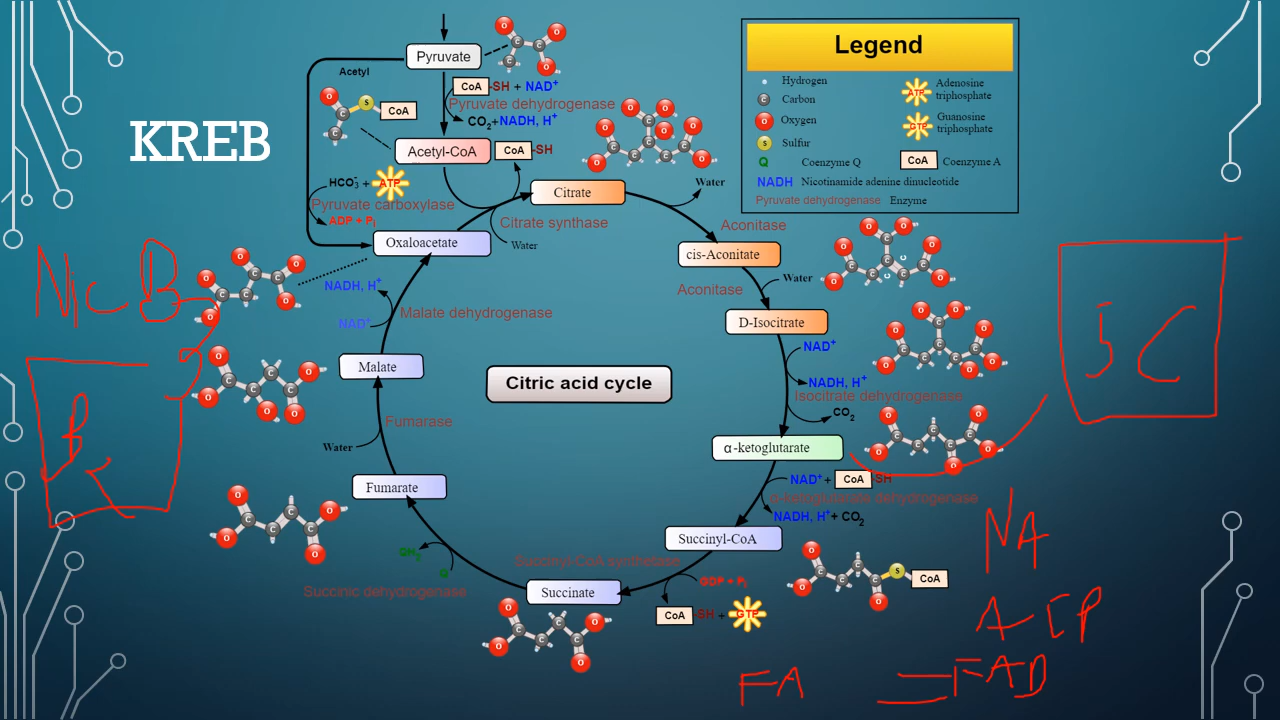 KREB
Pyruvate
Acetyl
CoA-SH + NAD+
Pyruvate dehydrogenase
CO2+NADH, H+
S
CoA
Acetyl-CoA
CoA-SH
HCO3- + ATP
Pyruvate carboxylase
ADP + Pi
Citrate
Citrate synthase
Water
Oxaloacetate
Water
Aconitase
cis-Aconitate
Water
Aconitase
D-Isocitrate
NAD+
NADH, H+
Isocitrate dehydrogenase
CO2
α-ketoglutarate
NAD+ + CoA-SH
α-ketoglutarate dehydrogenase
NADH, H+ + CO2
Succinyl-CoA
S
CoA
Succinyl-CoA synthetase
GDP + Pi
CoA-SH + GTP
Succinate
Succinic dehydrogenase
QH2
Q
Fumarate
Water
Fumarase
Malate
NAD+
Malate dehydrogenase
NADH, H+
Citric acid cycle
Legend
Hydrogen
C Carbon
O Oxygen
S Sulfur
Q Coenzyme Q
NADH Nicotinamide adenine dinucleotide
Pyruvate dehydrogenase Enzyme
ATP Adenosine triphosphate
GTP Guanosine triphosphate
CoA Coenzyme A
5C
NA
FA
FAD